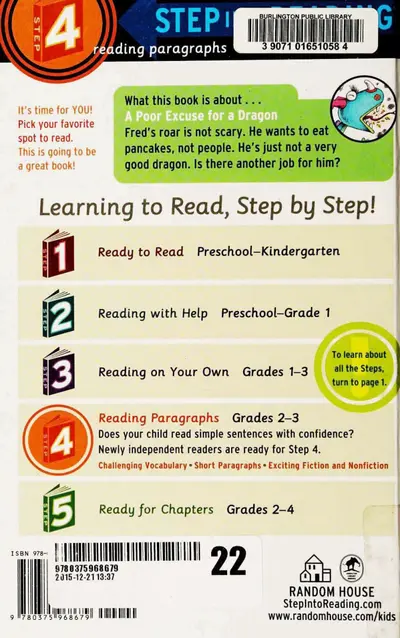 STEP
4
STEP
BURLINGTON PUBLIC LIBRARY
3 9071 01651058 4
reading paragraphs
It's time for YOU!
Pick your favorite
spot to read.
This is going to be
a great book!
What this book is about . . .
A Poor Excuse for a Dragon
Fred's roar is not scary. He wants to eat
pancakes, not people. He's just not a very
good dragon. Is there another job for him?
Learning to Read, Step by Step!
STEP
1
Ready to Read Preschool–Kindergarten
STEP
2
Reading with Help Preschool–Grade 1
STEP
3
Reading on Your Own Grades 1–3
To learn about
all the Steps,
turn to page 1.
STEP
4
Reading Paragraphs Grades 2–3
Does your child read simple sentences with confidence?
Newly independent readers are ready for Step 4.
Challenging Vocabulary • Short Paragraphs • Exciting Fiction and Nonfiction
STEP
5
Ready for Chapters Grades 2–4
ISBN 978-
9780375968679
2015-12-21 13:37
22
9 780375 968679
RANDOM HOUSE
StepIntoReading.com
www.randomhouse.com/kids